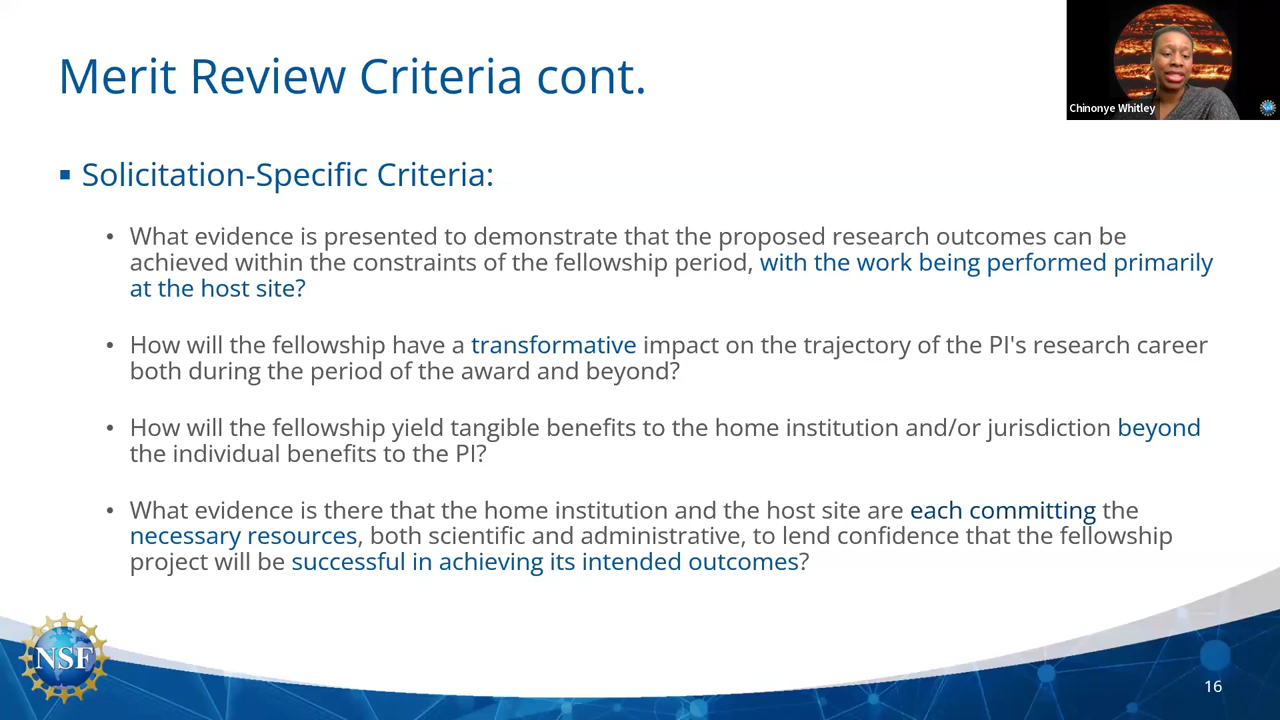 Merit Review Criteria cont.
Chinonye Whitley
Solicitation-Specific Criteria:
What evidence is presented to demonstrate that the proposed research outcomes can be
achieved within the constraints of the fellowship period, with the work being performed primarily
at the host site?
How will the fellowship have a transformative impact on the trajectory of the PI's research career
both during the period of the award and beyond?
How will the fellowship yield tangible benefits to the home institution and/or jurisdiction beyond
the individual benefits to the PI?
What evidence is there that the home institution and the host site are each committing the
necessary resources, both scientific and administrative, to lend confidence that the fellowship
project will be successful in achieving its intended outcomes?
NSF
16